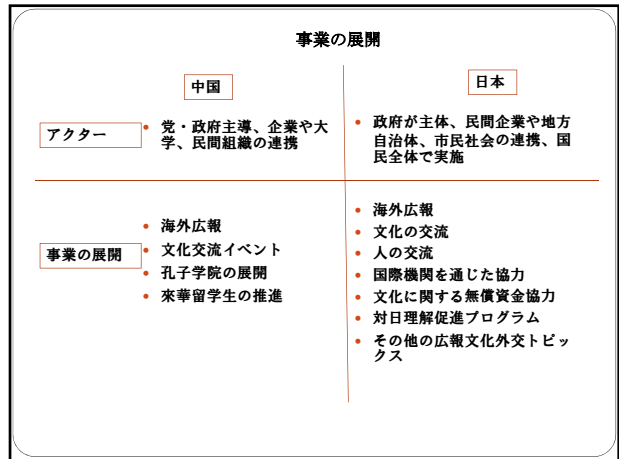 事業の展開
中国
日本
アクター
• 党・政府主導、企業や大
学、民間組織の連携
• 政府が主体、民間企業や地方
自治体、市民社会の連携、国
民全体で実施
事業の展開
• 海外広報
• 文化交流イベント
• 孔子学院の展開
• 來華留学生の推進
• 海外広報
• 文化の交流
• 人の交流
• 国際機関を通じた協力
• 文化に関する無償資金協力
• 対日理解促進プログラム
• その他の広報文化外交トピッ
クス